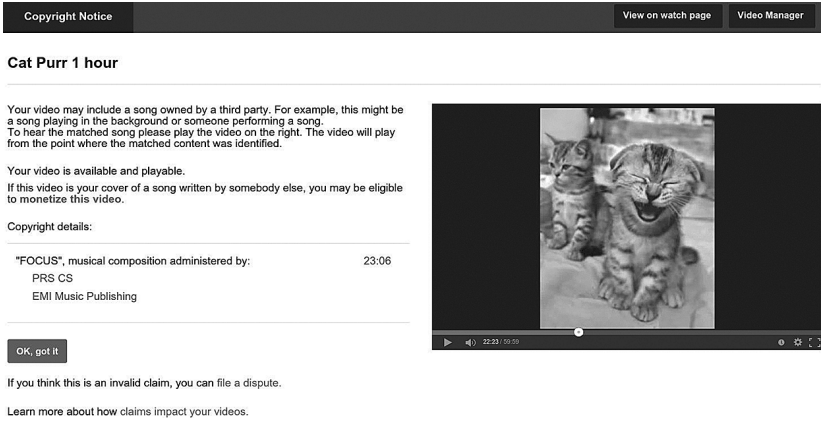 Copyright Notice
View on watch page
Video Manager
Cat Purr 1 hour
Your video may include a song owned by a third party. For example, this might be
a song playing in the background or someone performing a song.
To hear the matched song please play the video on the right. The video will play
from the point where the matched content was identified.
Your video is available and playable.
If this video is your cover of a song written by somebody else, you may be eligible
to monetize this video.
Copyright details:
"FOCUS", musical composition administered by: 23:06
PRS CS
EMI Music Publishing
OK, got it
22:23 / 59:59
If you think this is an invalid claim, you can file a dispute.
Learn more about how claims impact your videos.